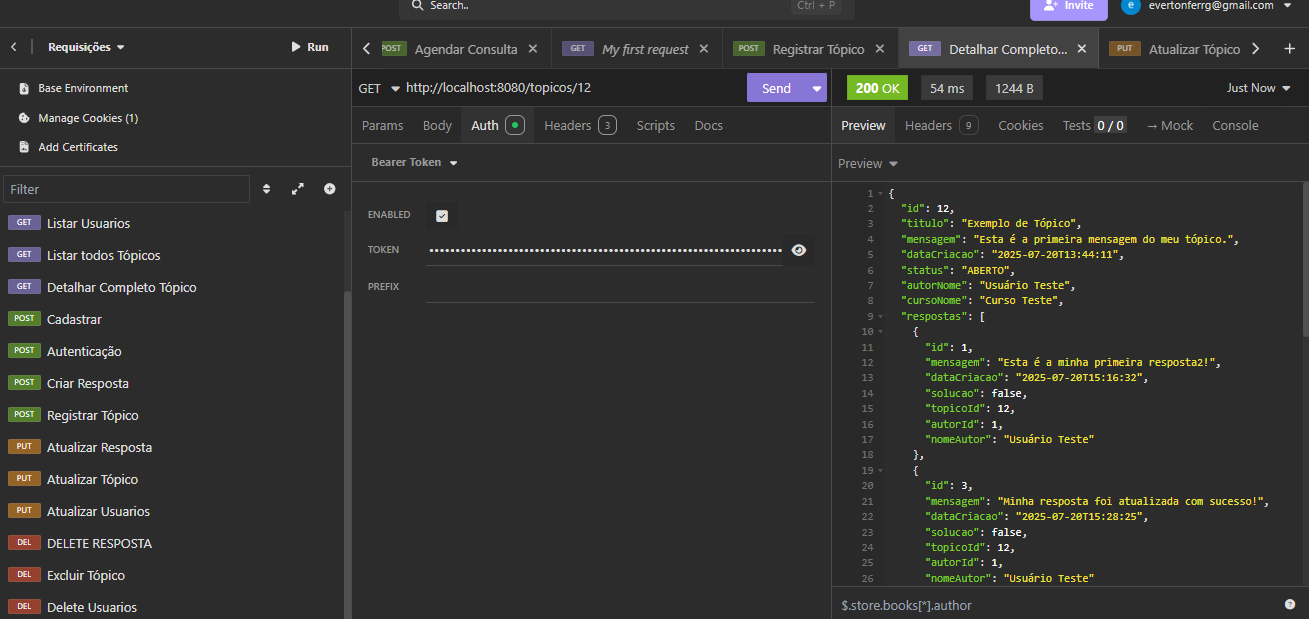 Search..
Ctrl + P
Invite
e
evertonferrg@gmail.com
Requisições
Run
POST Agendar Consulta
GET My first request
POST Registrar Tópico
GET Detalhar Completo...
PUT Atualizar Tópico
Base Environment
Manage Cookies (1)
Add Certificates
Filter
GET Listar Usuarios
GET Listar todos Tópicos
GET Detalhar Completo Tópico
POST Cadastrar
POST Autenticação
POST Criar Resposta
POST Registrar Tópico
PUT Atualizar Resposta
PUT Atualizar Tópico
PUT Atualizar Usuarios
DEL DELETE RESPOSTA
DEL Excluir Tópico
DEL Delete Usuarios
GET http://localhost:8080/topicos/12 Send
Params Body Auth Headers 3 Scripts Docs
Bearer Token
ENABLED
TOKEN ••••••••••••••••••••••••••••••••••••••••••••••••••••••••••
PREFIX
200 OK 54 ms 1244 B Just Now
Preview Headers 9 Cookies Tests 0 / 0 → Mock Console
Preview
1 {
2 "id": 12,
3 "titulo": "Exemplo de Tópico",
4 "mensagem": "Esta é a primeira mensagem do meu tópico.",
5 "dataCriacao": "2025-07-20T13:44:11",
6 "status": "ABERTO",
7 "autorNome": "Usuário Teste",
8 "cursoNome": "Curso Teste",
9 "respostas": [
10 {
11 "id": 1,
12 "mensagem": "Esta é a minha primeira resposta2!",
13 "dataCriacao": "2025-07-20T15:16:32",
14 "solucao": false,
15 "topicoId": 12,
16 "autorId": 1,
17 "nomeAutor": "Usuário Teste"
18 },
19 {
20 "id": 3,
21 "mensagem": "Minha resposta foi atualizada com sucesso!",
22 "dataCriacao": "2025-07-20T15:28:25",
23 "solucao": false,
24 "topicoId": 12,
25 "autorId": 1,
26 "nomeAutor": "Usuário Teste"
$.store.books[*].author